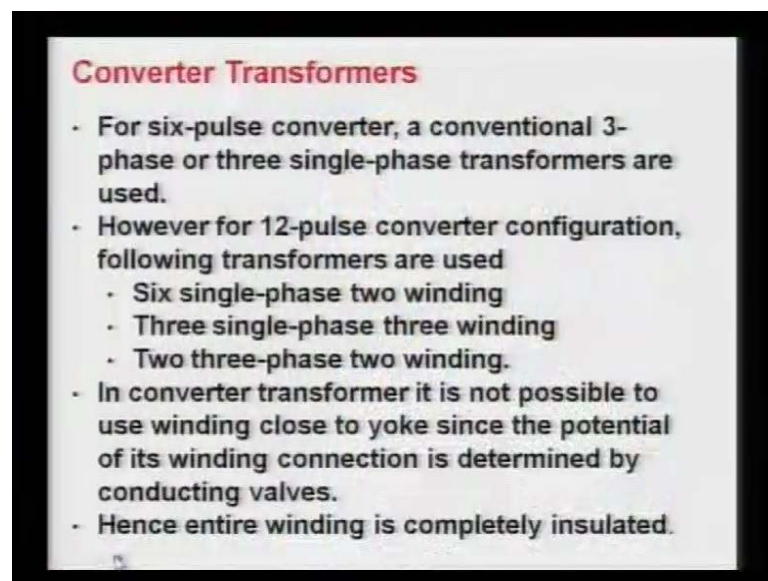 Converter Transformers
· For six-pulse converter, a conventional 3-
phase or three single-phase transformers are
used.
· However for 12-pulse converter configuration,
following transformers are used
· Six single-phase two winding
· Three single-phase three winding
· Two three-phase two winding.
· In converter transformer it is not possible to
use winding close to yoke since the potential
of its winding connection is determined by
conducting valves.
· Hence entire winding is completely insulated.